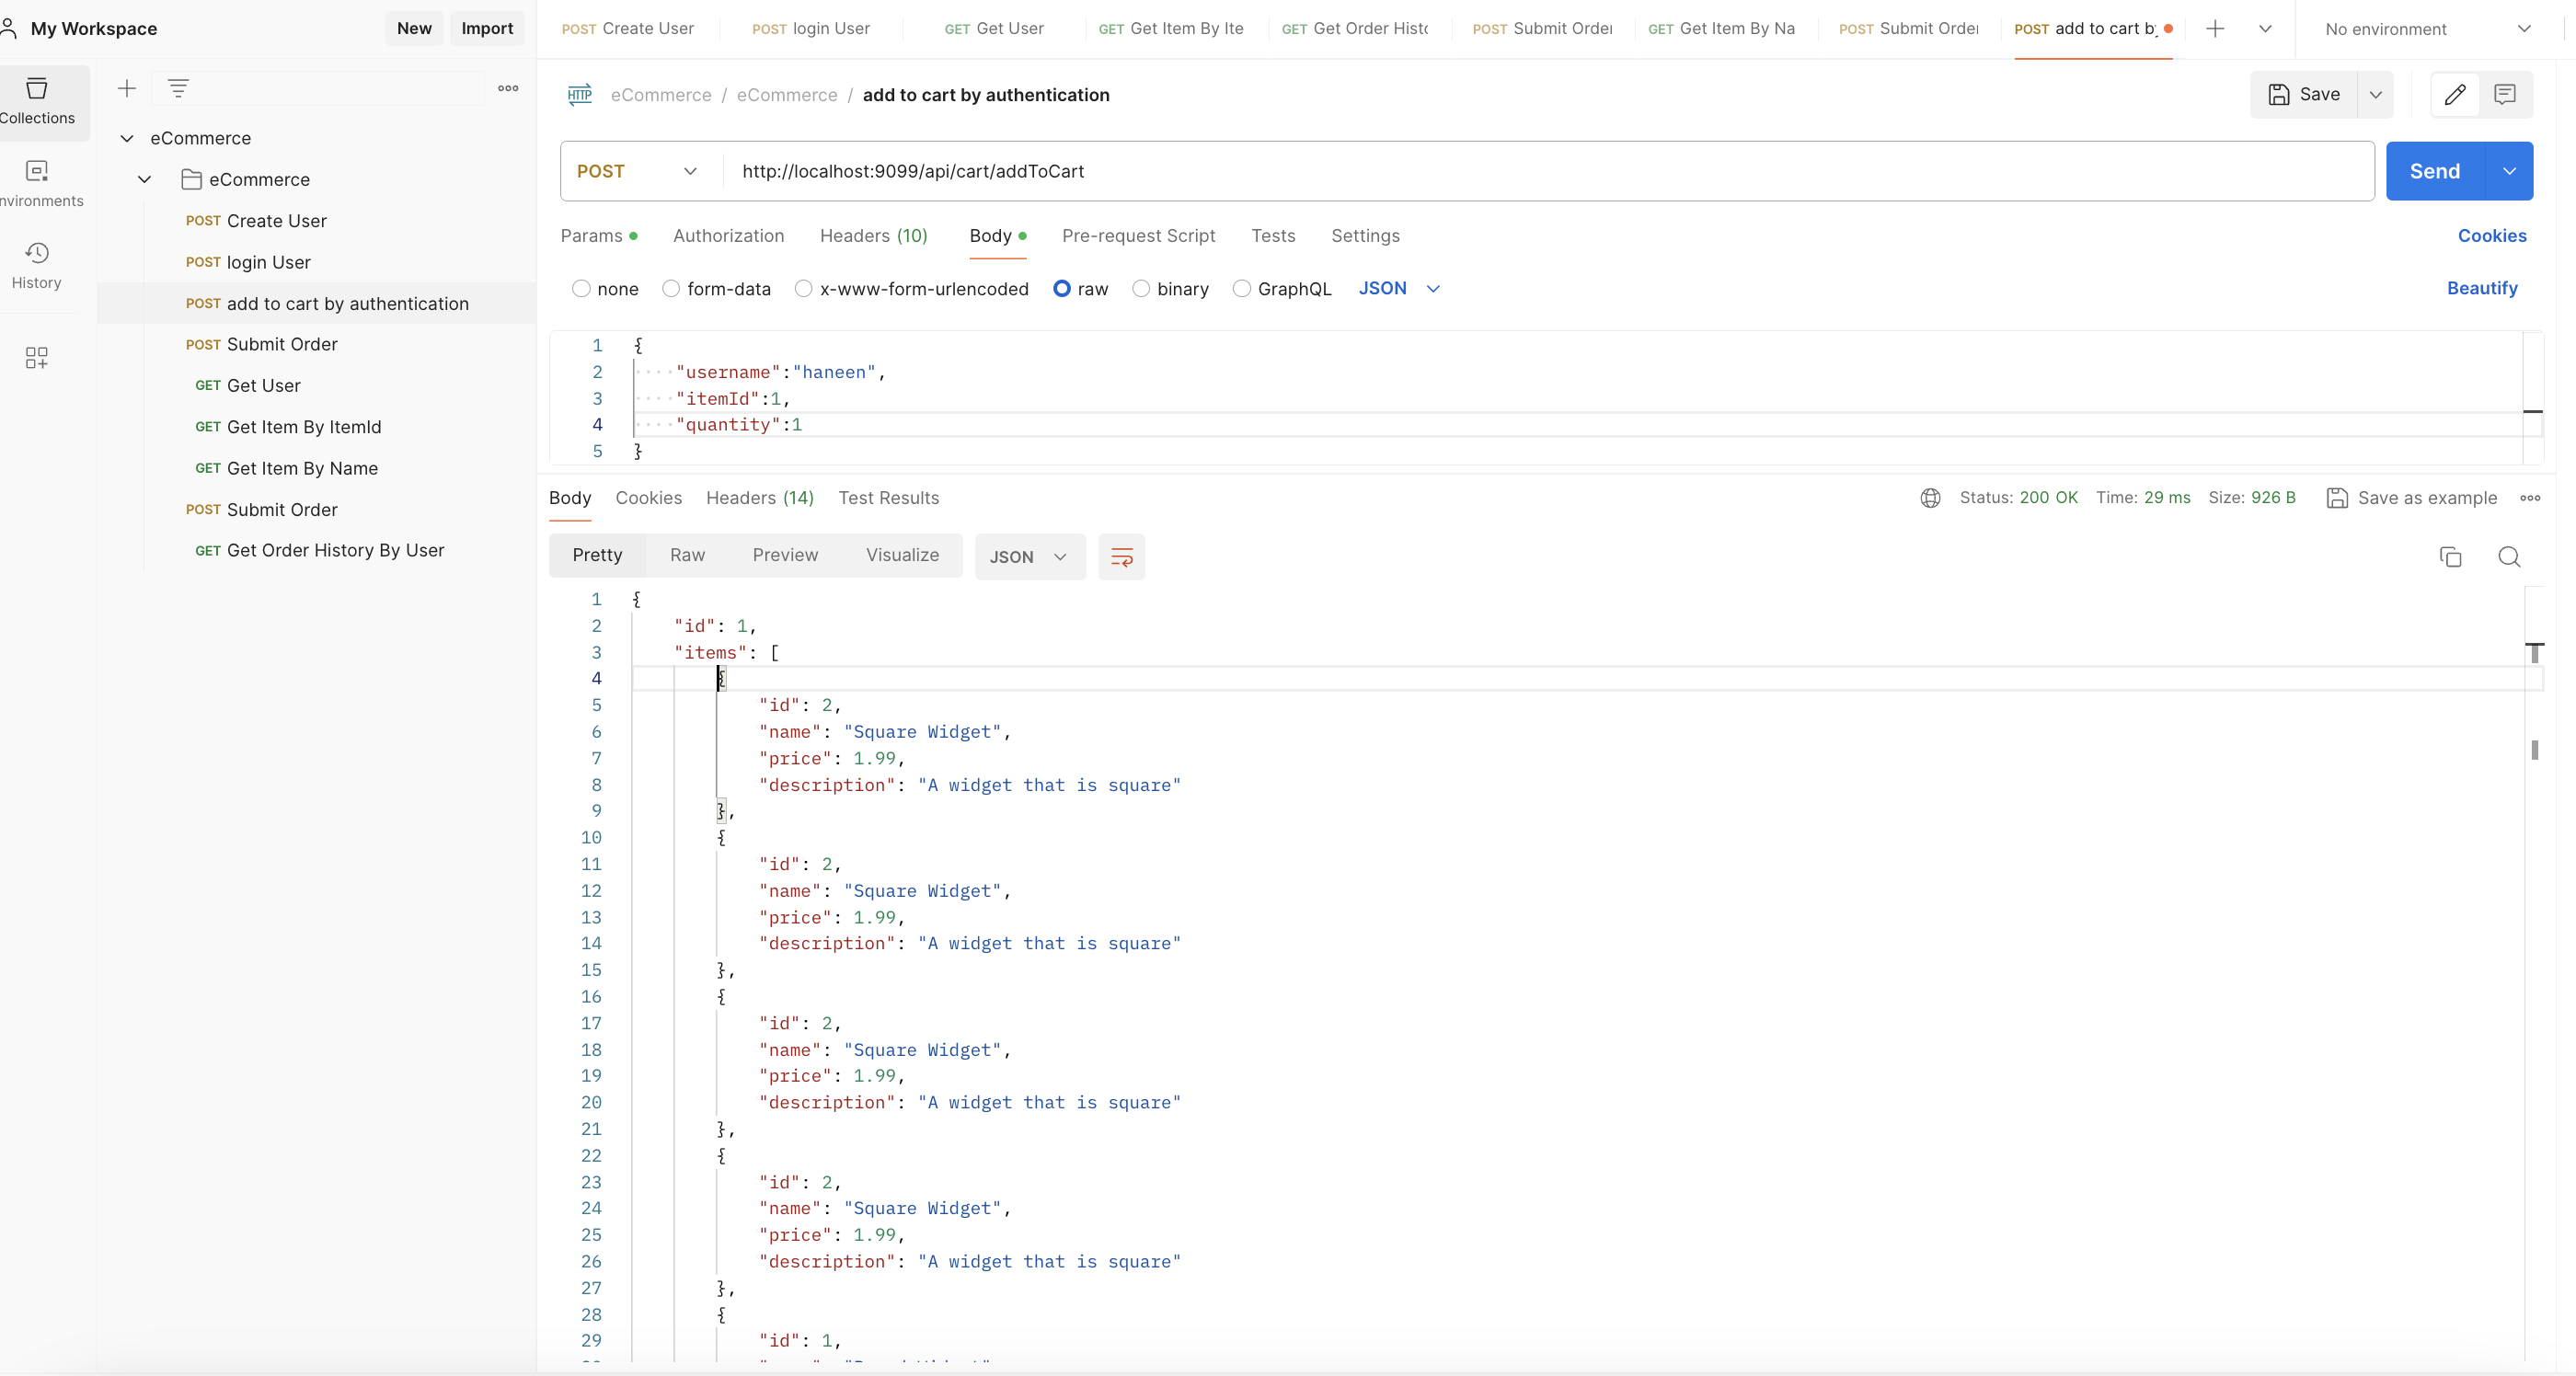 My Workspace
New
Import
POST Create User
POST login User
GET Get User
GET Get Item By Ite
GET Get Order Histo
POST Submit Order
GET Get Item By Na
POST Submit Order
POST add to cart by
No environment
Collections
nvironments
History
eCommerce
eCommerce
POST Create User
POST login User
POST add to cart by authentication
POST Submit Order
GET Get User
GET Get Item By ItemId
GET Get Item By Name
POST Submit Order
GET Get Order History By User
HTTP eCommerce / eCommerce / add to cart by authentication
Save
POST http://localhost:9099/api/cart/addToCart
Send
Params Authorization Headers (10) Body Pre-request Script Tests Settings Cookies
none form-data x-www-form-urlencoded raw binary GraphQL JSON Beautify
1 {
2 "username":"haneen",
3 "itemId":1,
4 "quantity":1
5 }
Body Cookies Headers (14) Test Results Status: 200 OK Time: 29 ms Size: 926 B Save as example
Pretty Raw Preview Visualize JSON
1 {
2 "id": 1,
3 "items": [
4 {
5 "id": 2,
6 "name": "Square Widget",
7 "price": 1.99,
8 "description": "A widget that is square"
9 },
10 {
11 "id": 2,
12 "name": "Square Widget",
13 "price": 1.99,
14 "description": "A widget that is square"
15 },
16 {
17 "id": 2,
18 "name": "Square Widget",
19 "price": 1.99,
20 "description": "A widget that is square"
21 },
22 {
23 "id": 2,
24 "name": "Square Widget",
25 "price": 1.99,
26 "description": "A widget that is square"
27 },
28 {
29 "id": 1,